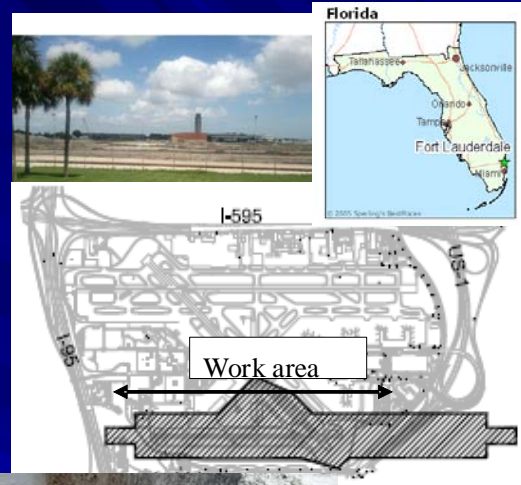 Florida
Tallahassee
Jacksonville
Orlando
Tampa
Fort Lauderdale
Miami
© 2005 Sperling's BestPlaces
I-595
US-1
I-95
Work area